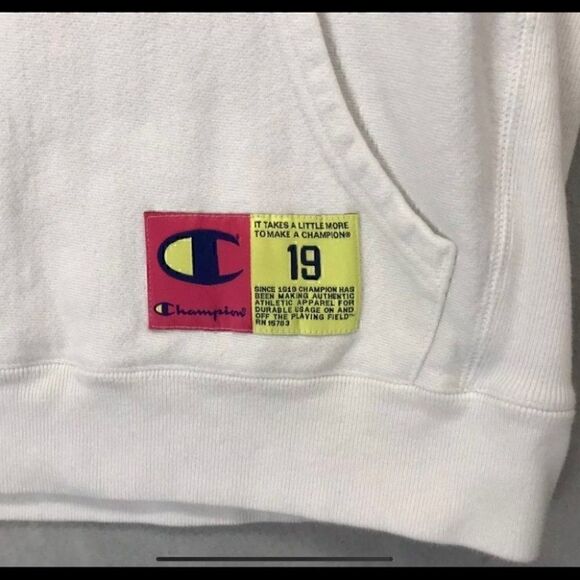 Champion
IT TAKES A LITTLE MORE
TO MAKE A CHAMPION®
19
SINCE 1919 CHAMPION HAS
BEEN MAKING AUTHENTIC
ATHLETIC APPAREL FOR
DURABLE USAGE ON AND
OFF THE PLAYING FIELD™
RN 15763